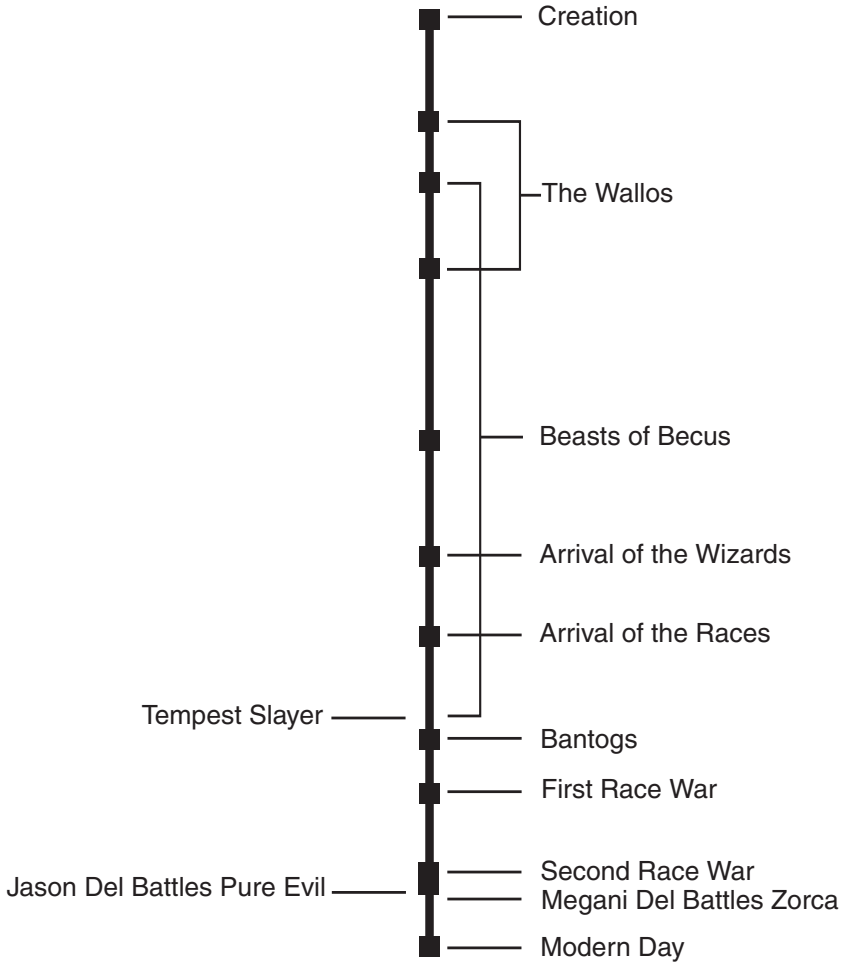 Creation
The Wallos
Beasts of Becus
Arrival of the Wizards
Arrival of the Races
Tempest Slayer
Bantogs
First Race War
Second Race War
Jason Del Battles Pure Evil
Megani Del Battles Zorca
Modern Day